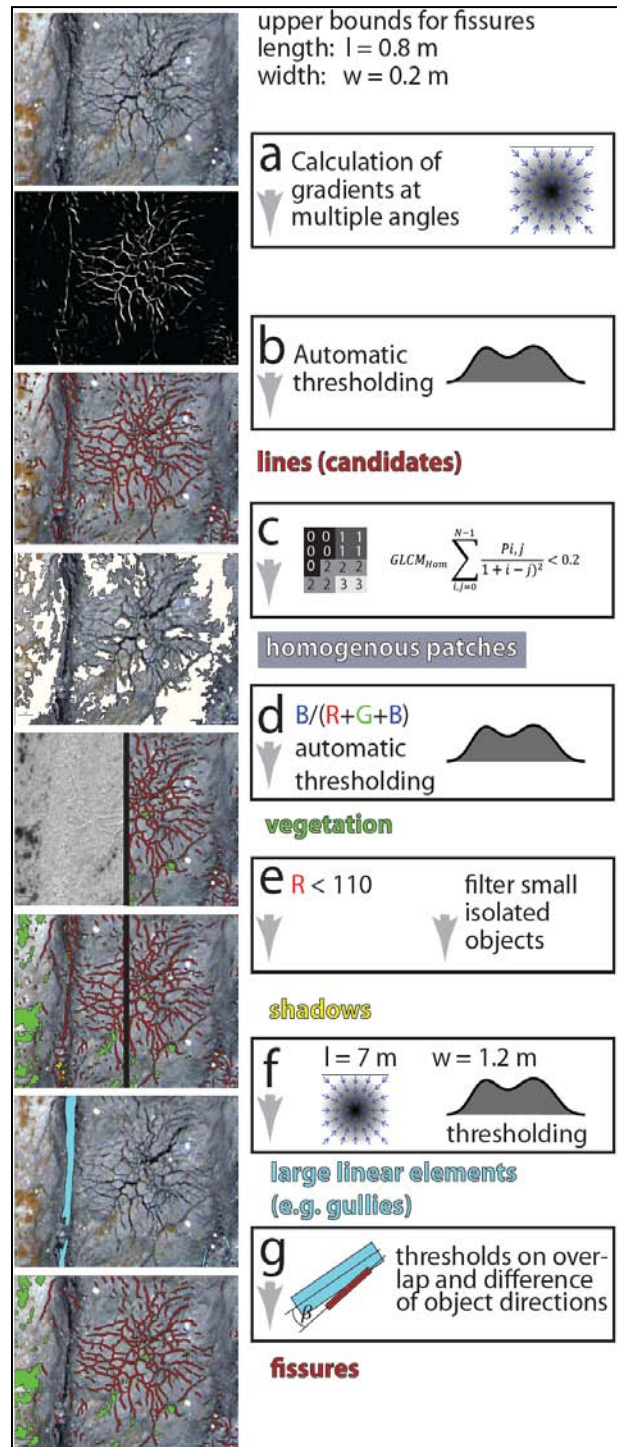 upper bounds for fissures
length: l = 0.8 m
width: w = 0.2 m
a Calculation of
gradients at
multiple angles
b Automatic
thresholding
lines (candidates)
c
0 0 1 1
0 0 1 1
0 2 2 2
2 2 3 3
GLCM_Hom ∑_{i,j=0}^{N-1} Pi,j / 1 + i − j)² < 0.2
homogenous patches
d B/(R+G+B)
automatic
thresholding
vegetation
e R < 110
filter small
isolated
objects
shadows
f l = 7 m w = 1.2 m
thresholding
large linear elements
(e.g. gullies)
g thresholds on over-
lap and difference
of object directions
β
fissures